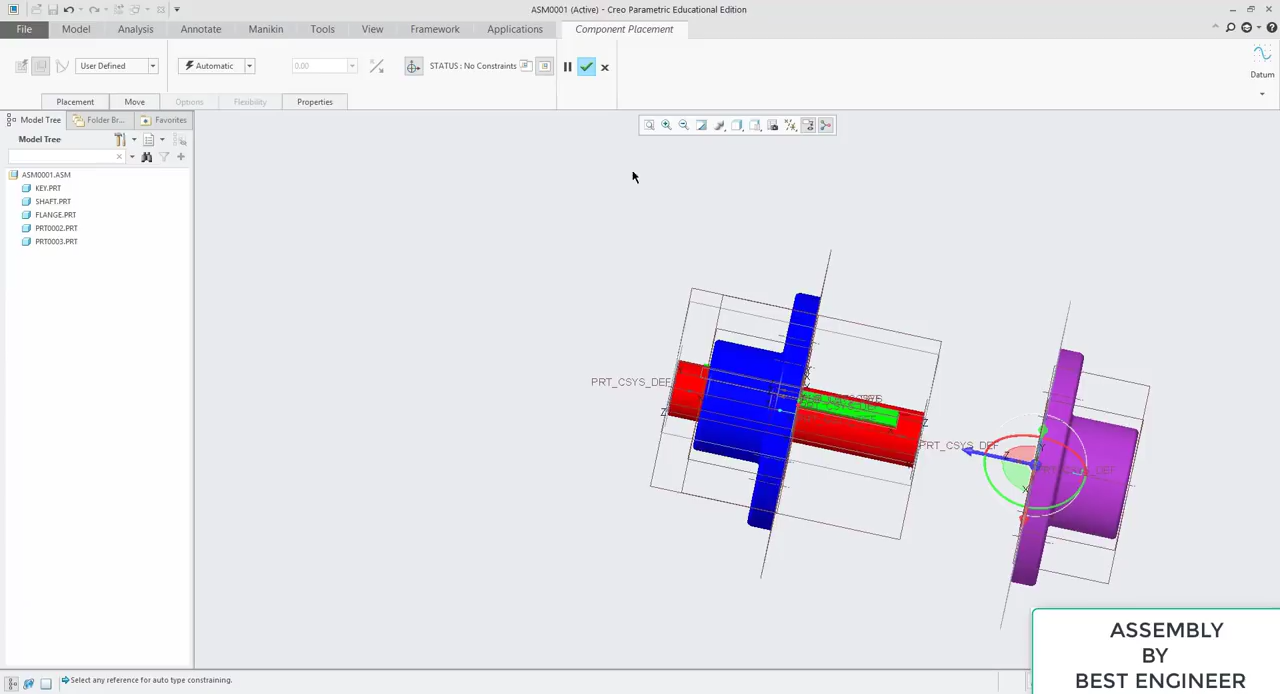 ASM0001 (Active) - Creo Parametric Educational Edition
File Model Analysis Annotate Manikin Tools View Framework Applications Component Placement
User Defined Automatic 0.00 STATUS : No Constraints
Datum
Placement Move Options Flexibility Properties
Model Tree Folder Br... Favorites
Model Tree
ASM0001.ASM
KEY.PRT
SHAFT.PRT
FLANGE.PRT
PRT0002.PRT
PRT0003.PRT
PRT_CSYS_DEF
Z
Z
PRT_CSYS_DEF
Z
Y
X
PRT_CSYS_DEF
ASSEMBLY
BY
BEST ENGINEER
Select any reference for auto type constraining.